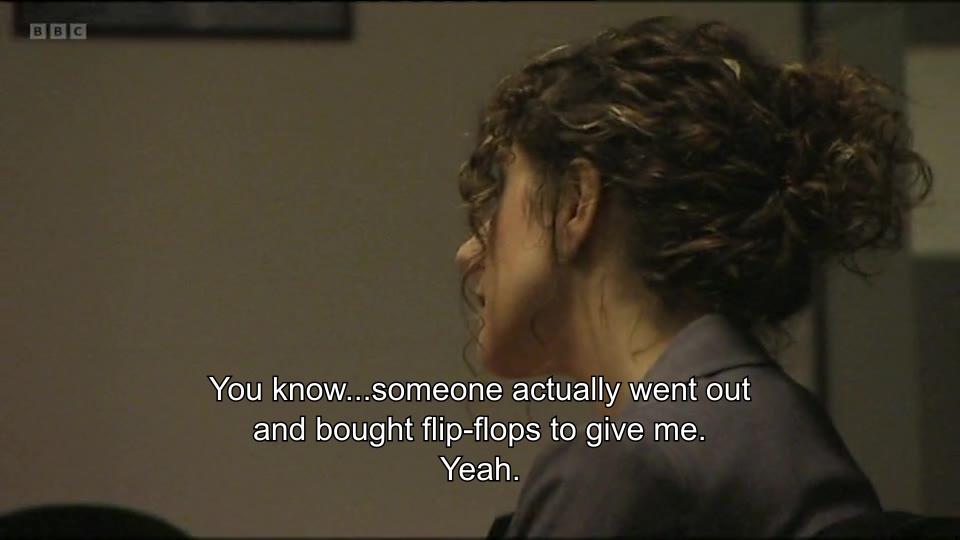 BBC
You know...someone actually went out
and bought flip-flops to give me.
Yeah.